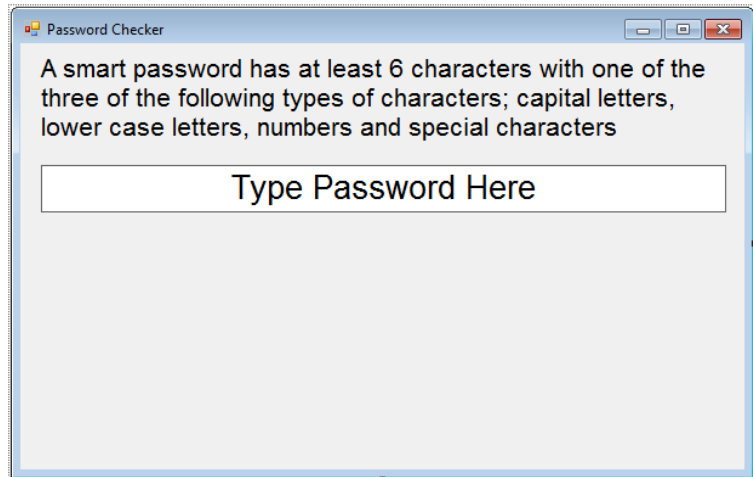 Password Checker
A smart password has at least 6 characters with one of the
three of the following types of characters; capital letters,
lower case letters, numbers and special characters
Type Password Here